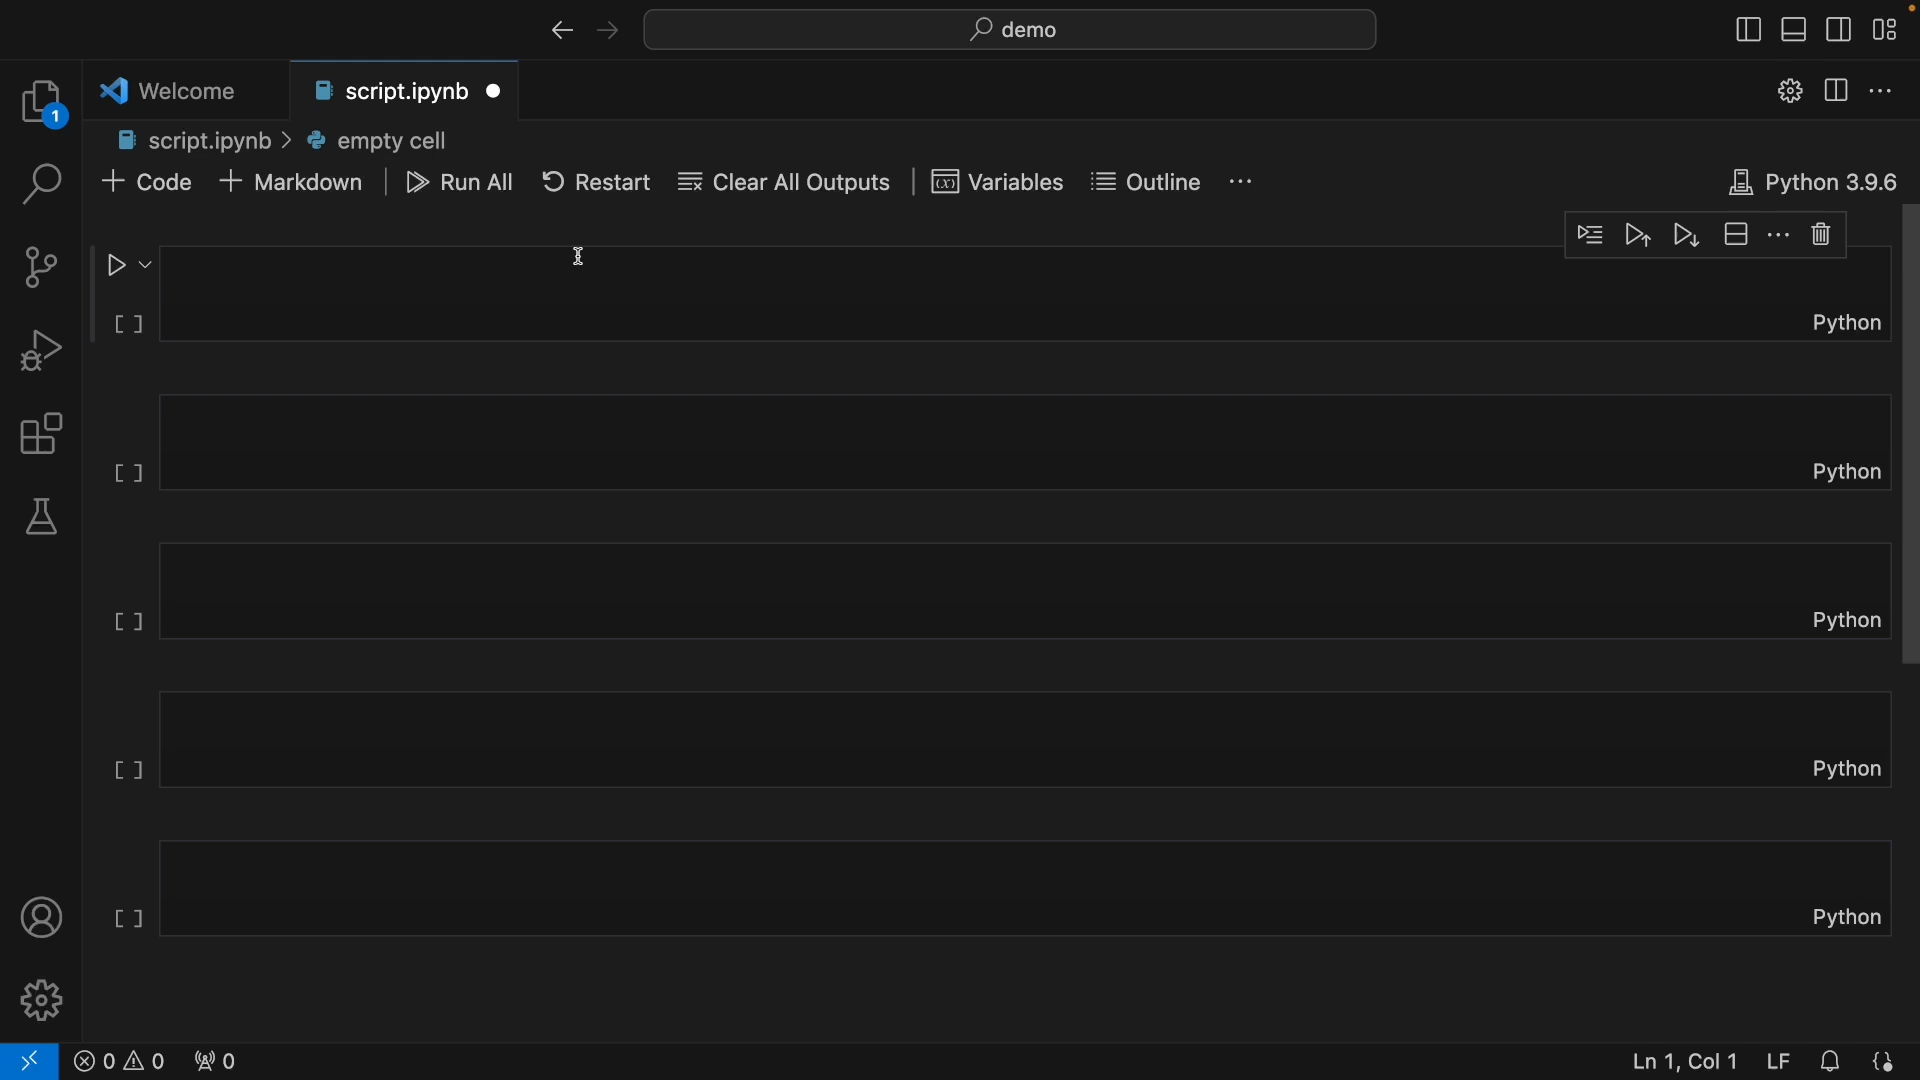 demo
Welcome
script.ipynb
1
script.ipynb > empty cell
+ Code + Markdown Run All Restart Clear All Outputs (x) Variables Outline ... Python 3.9.6
[ ] Python
[ ] Python
[ ] Python
[ ] Python
[ ] Python
0 0 0 Ln 1, Col 1 LF